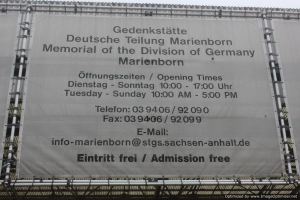 Gedenkstätte
Deutsche Teilung Marienborn
Memorial of the Division of Germany
Marienborn
Öffnungszeiten / Opening Times
Dienstag - Sonntag 10:00 - 17:00 Uhr
Tuesday - Sunday 10:00 AM - 5:00 PM
Telefon: 03 94 06 / 92 09 0
Fax: 03 94 06 / 92 09 9
E-Mail:
info-marienborn@stgs.sachsen-anhalt.de
Eintritt frei / Admission free